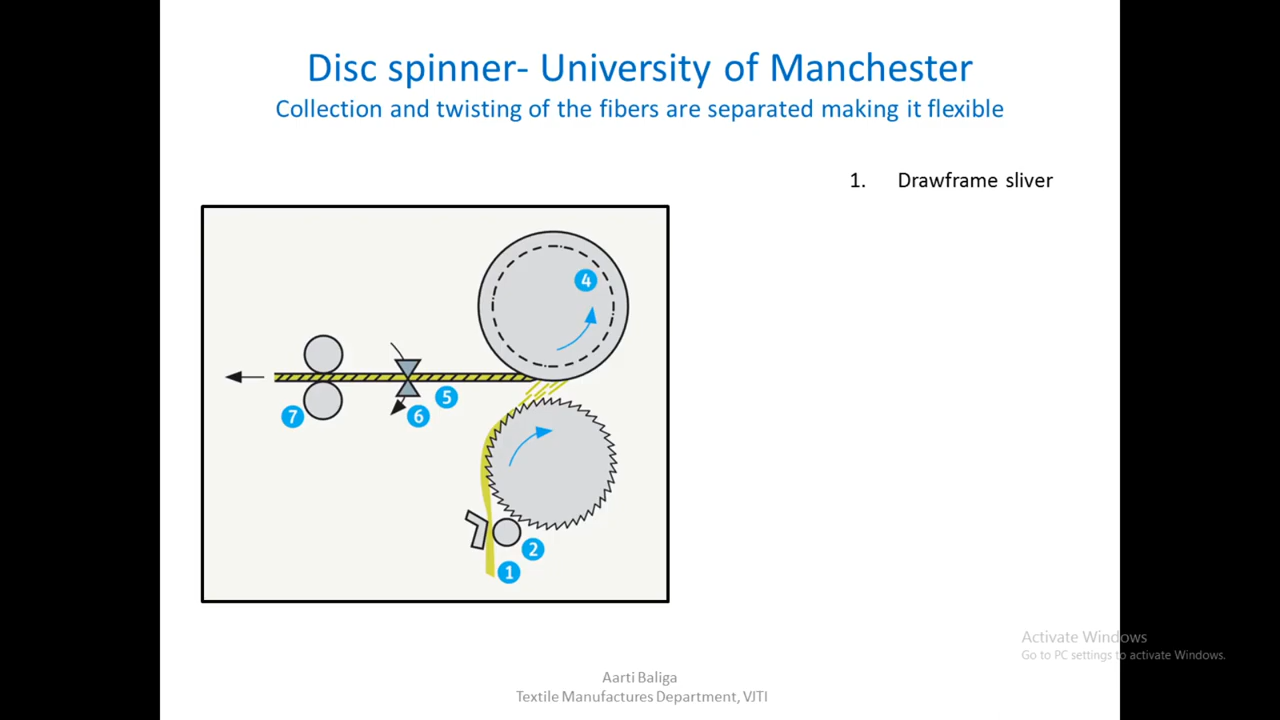 Disc spinner- University of Manchester
Collection and twisting of the fibers are separated making it flexible
1. Drawframe sliver
4
5
7
6
2
1
Activate Windows
Go to PC settings to activate Windows.
Aarti Baliga
Textile Manufactures Department, VJTI